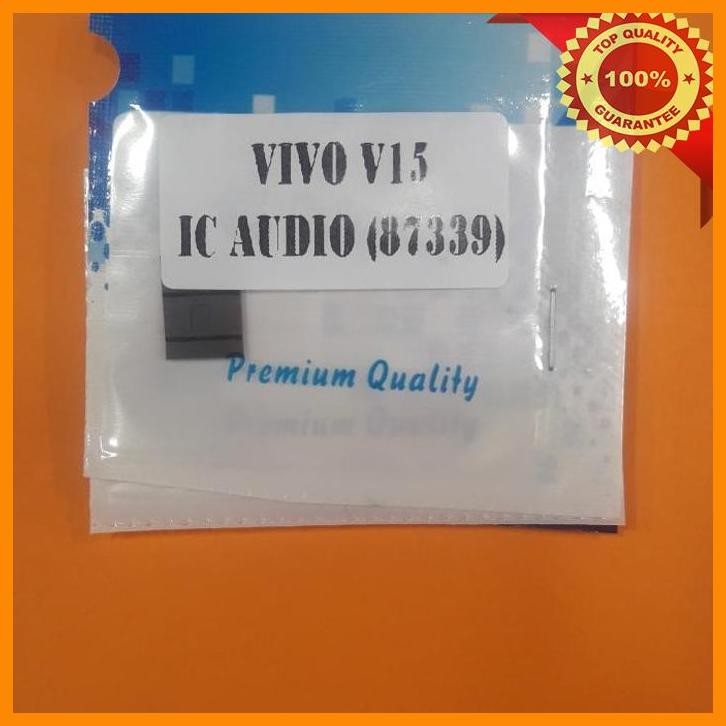 TOP QUALITY
100%
GUARANTEE
VIVO V15
IC AUDIO (87339)
Premium Quality